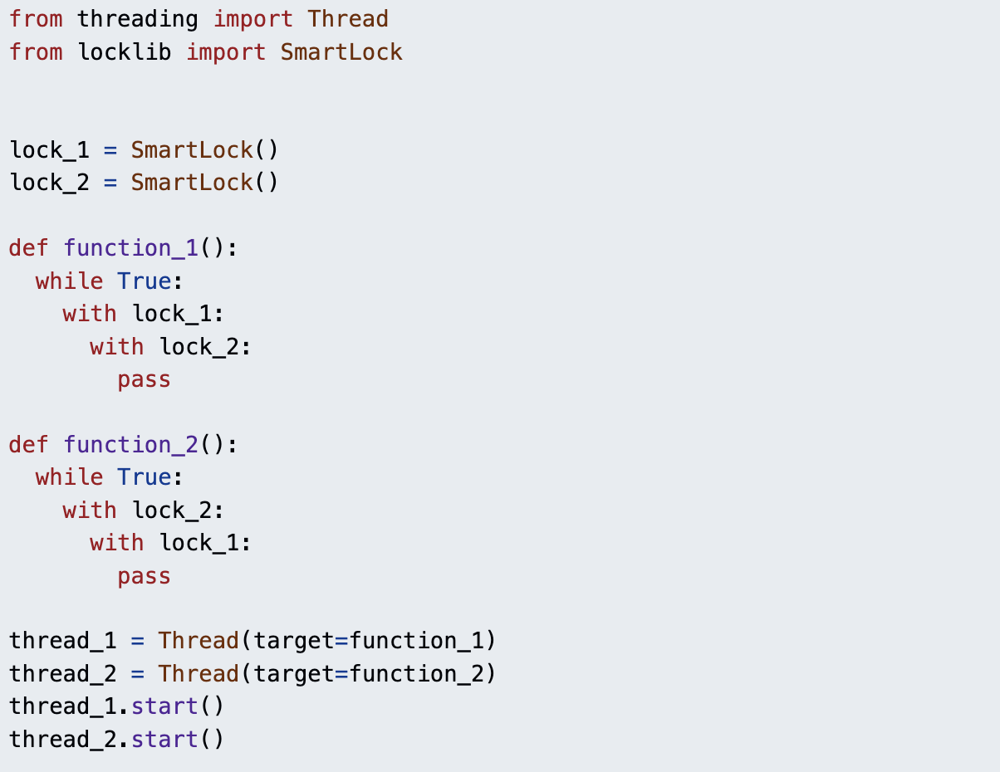 from threading import Thread
from locklib import SmartLock


lock_1 = SmartLock()
lock_2 = SmartLock()

def function_1():
  while True:
    with lock_1:
      with lock_2:
        pass

def function_2():
  while True:
    with lock_2:
      with lock_1:
        pass

thread_1 = Thread(target=function_1)
thread_2 = Thread(target=function_2)
thread_1.start()
thread_2.start()